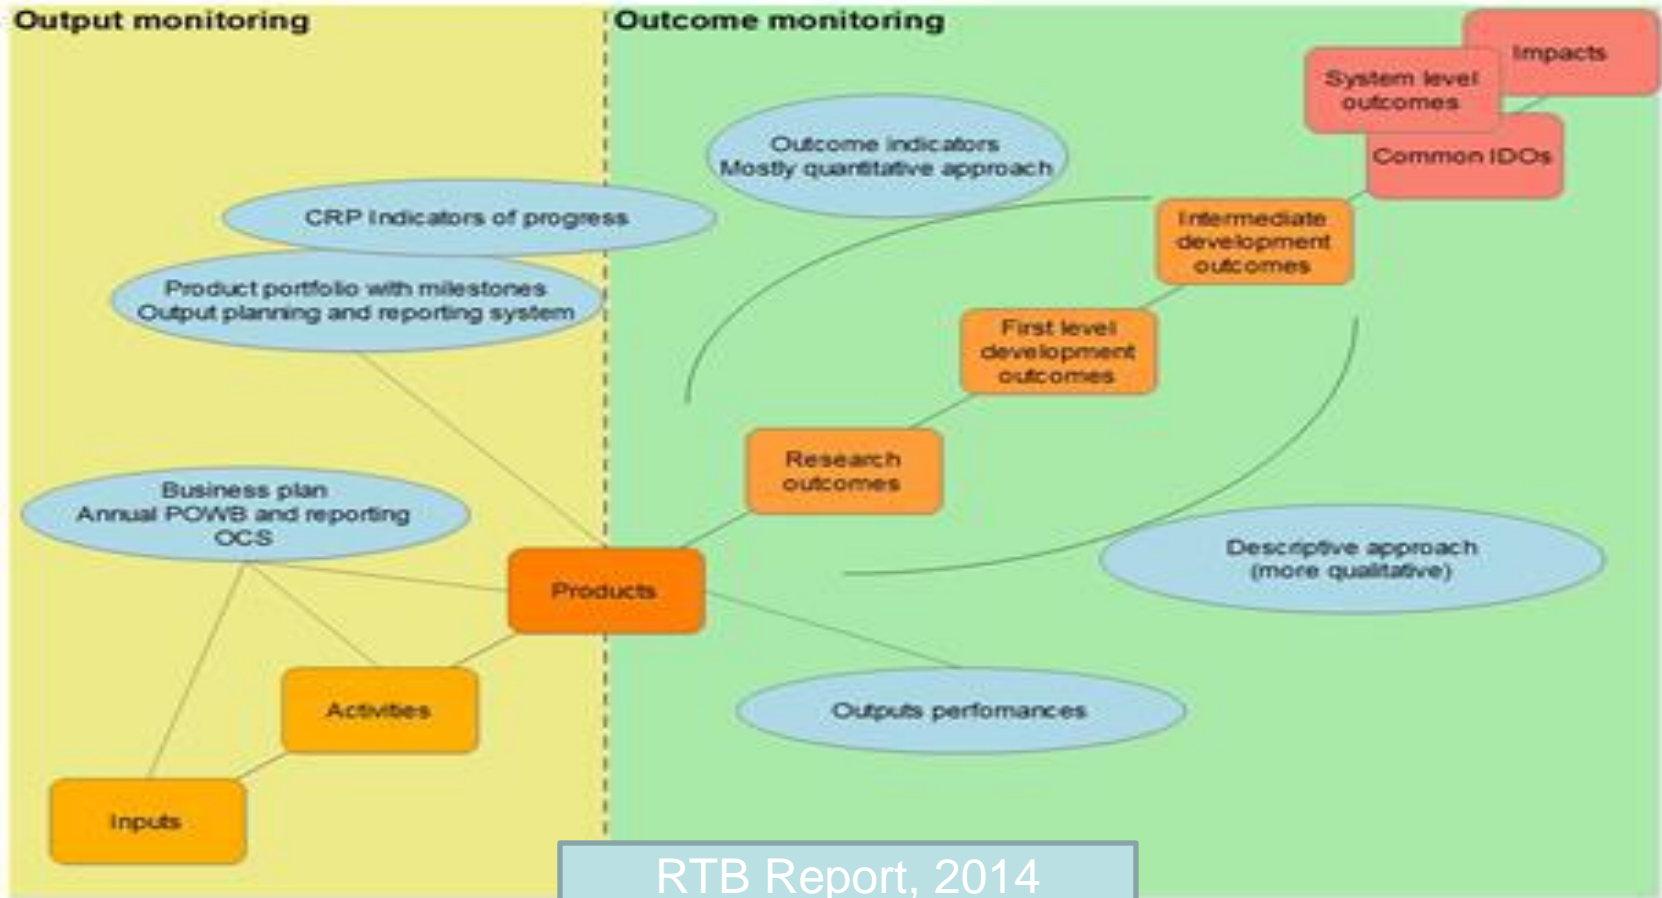 Output monitoring
Outcome monitoring
Impacts
System level
outcomes
Common IDOs
Outcome indicators
Mostly quantitative approach
CRP Indicators of progress
Intermediate
development
outcomes
Product portfolio with milestones
Output planning and reporting system
First level
development
outcomes
Research
outcomes
Business plan
Annual POWB and reporting
OCS
Descriptive approach
(more qualitative)
Products
Activities
Outputs perfomances
Inputs
RTB Report, 2014